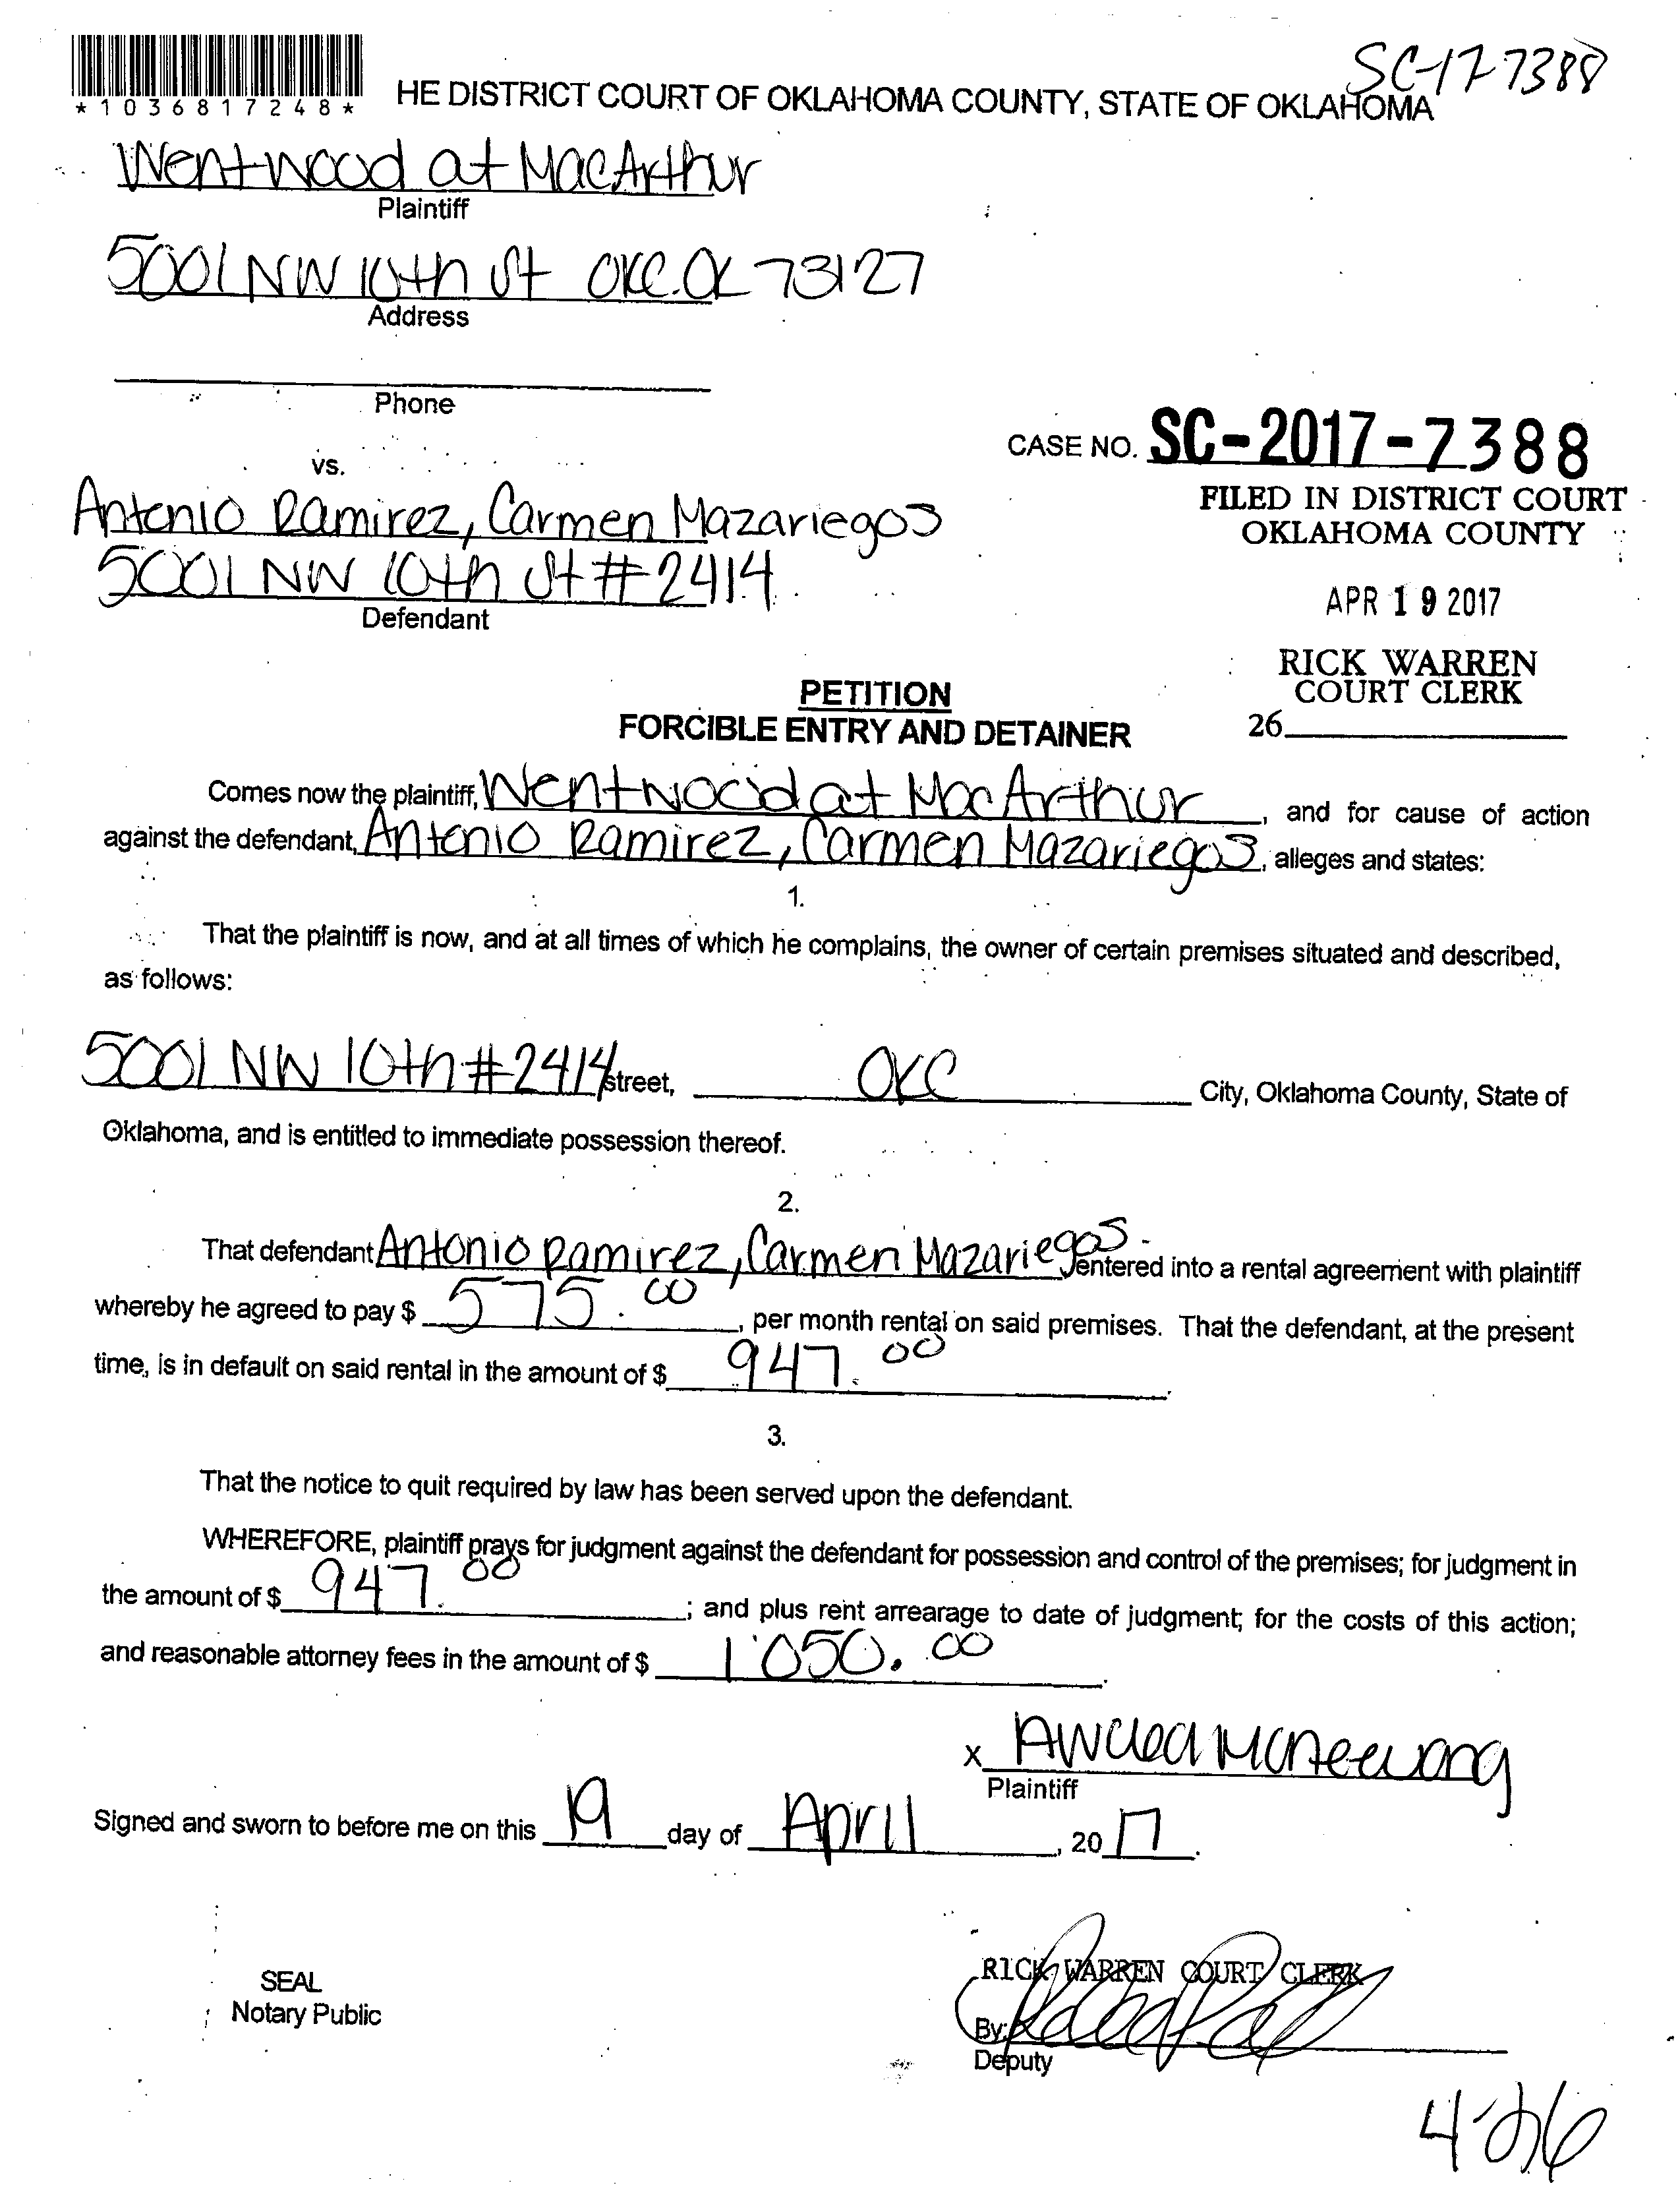 SC-17-7388
*1036817248*
HE DISTRICT COURT OF OKLAHOMA COUNTY, STATE OF OKLAHOMA
Wentwood at MacArthur
Plaintiff
5001 NW 10th St OKC. OK 73127
Address
Phone
CASE NO. SC-2017-7388
vs.
FILED IN DISTRICT COURT
OKLAHOMA COUNTY
Antonio Ramirez, Carmen Mazariegos
5001 NW 10th St #2414
Defendant
APR 19 2017
RICK WARREN
COURT CLERK
26
PETITION
FORCIBLE ENTRY AND DETAINER
Comes now the plaintiff, Wentwood at MacArthur, and for cause of action
against the defendant, Antonio Ramirez, Carmen Mazariegos, alleges and states:
1.
That the plaintiff is now, and at all times of which he complains, the owner of certain premises situated and described,
as follows:
5001 NW 10th #2414 street, OKC City, Oklahoma County, State of
Oklahoma, and is entitled to immediate possession thereof.
2.
That defendant Antonio Ramirez, Carmen Mazariegos entered into a rental agreement with plaintiff
whereby he agreed to pay $ 575.00, per month rental on said premises. That the defendant, at the present
time, is in default on said rental in the amount of $ 947.00.
3.
That the notice to quit required by law has been served upon the defendant.
WHEREFORE, plaintiff prays for judgment against the defendant for possession and control of the premises; for judgment in
the amount of $ 947.00; and plus rent arrearage to date of judgment; for the costs of this action;
and reasonable attorney fees in the amount of $ 1050.00.
x
Plaintiff
Signed and sworn to before me on this 19 day of April, 20 17.
SEAL
Notary Public
RICK WARREN COURT CLERK
By:
Deputy
4-26